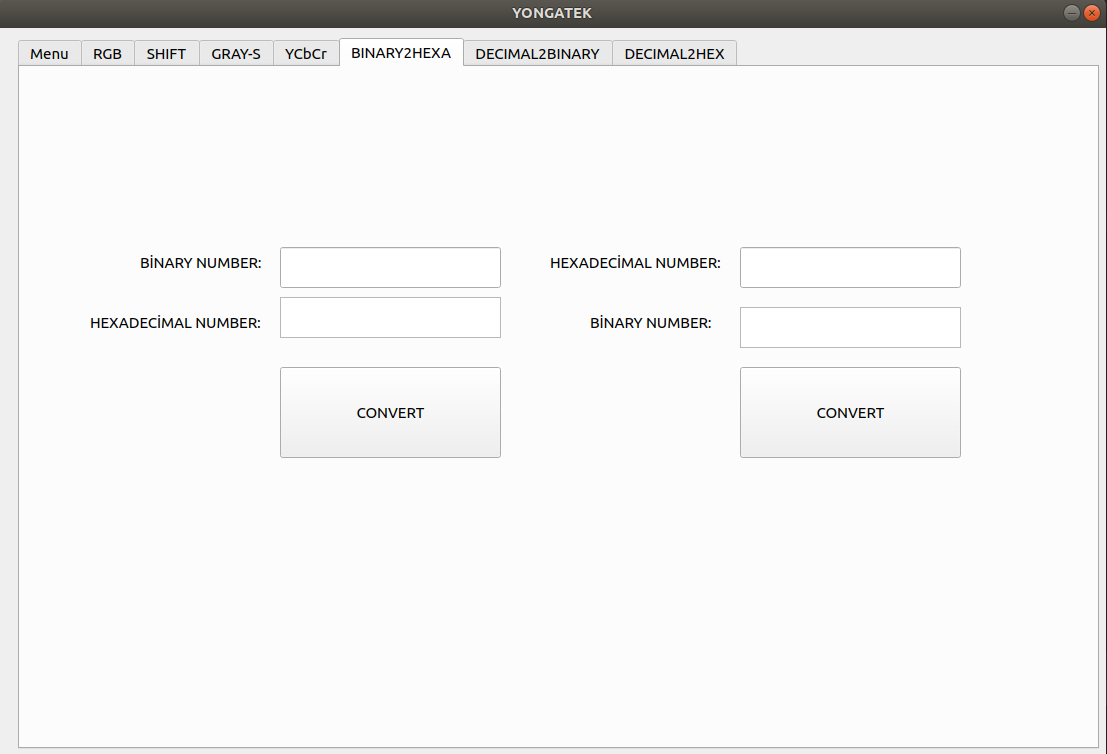 YONGATEK
Menu RGB SHIFT GRAY-S YCbCr BINARY2HEXA DECIMAL2BINARY DECIMAL2HEX
BİNARY NUMBER: HEXADECİMAL NUMBER:
HEXADECİMAL NUMBER: BİNARY NUMBER:
CONVERT CONVERT